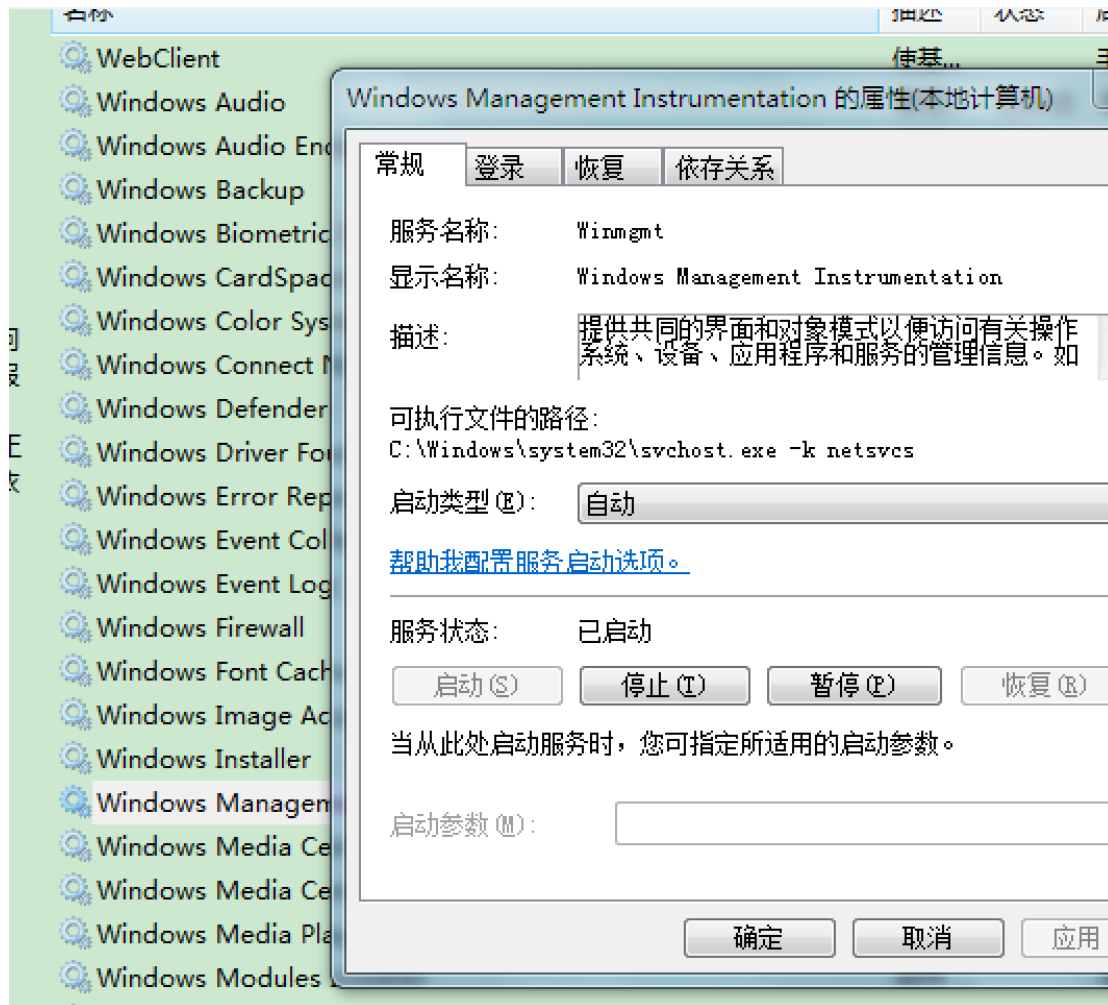 名称 描述 状态
WebClient 使基...
Windows Audio
Windows Audio End
Windows Backup
Windows Biometric
Windows CardSpac
Windows Color Sys
Windows Connect N
Windows Defender
Windows Driver Fou
Windows Error Rep
Windows Event Coll
Windows Event Log
Windows Firewall
Windows Font Cach
Windows Image Ac
Windows Installer
Windows Managem
Windows Media Ce
Windows Media Ce
Windows Media Pla
Windows Modules
Windows Management Instrumentation 的属性(本地计算机)
常规 登录 恢复 依存关系
服务名称: Winmgmt
显示名称: Windows Management Instrumentation
描述: 提供共同的界面和对象模式以便访问有关操作
系统、设备、应用程序和服务的管理信息。如
可执行文件的路径:
C:\Windows\system32\svchost.exe -k netsvcs
启动类型(E): 自动
帮助我配置服务启动选项。
服务状态: 已启动
启动(S) 停止(T) 暂停(P) 恢复(R)
当从此处启动服务时，您可指定所适用的启动参数。
启动参数(M):
确定 取消 应用